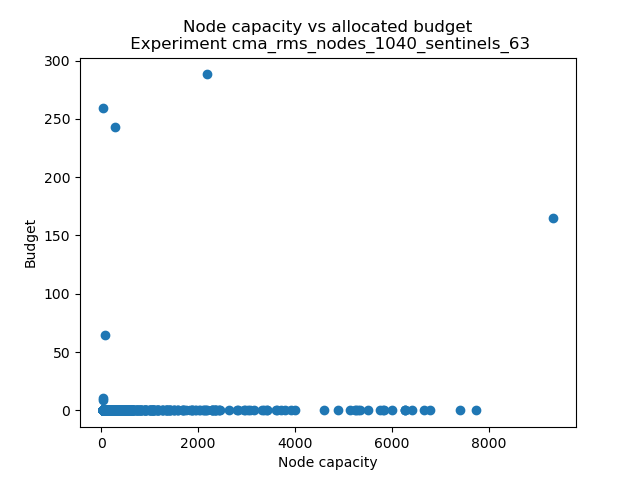 Node capacity vs allocated budget
Experiment cma_rms_nodes_1040_sentinels_63
300
250
200
150
100
50
0
Budget
0 2000 4000 6000 8000
Node capacity